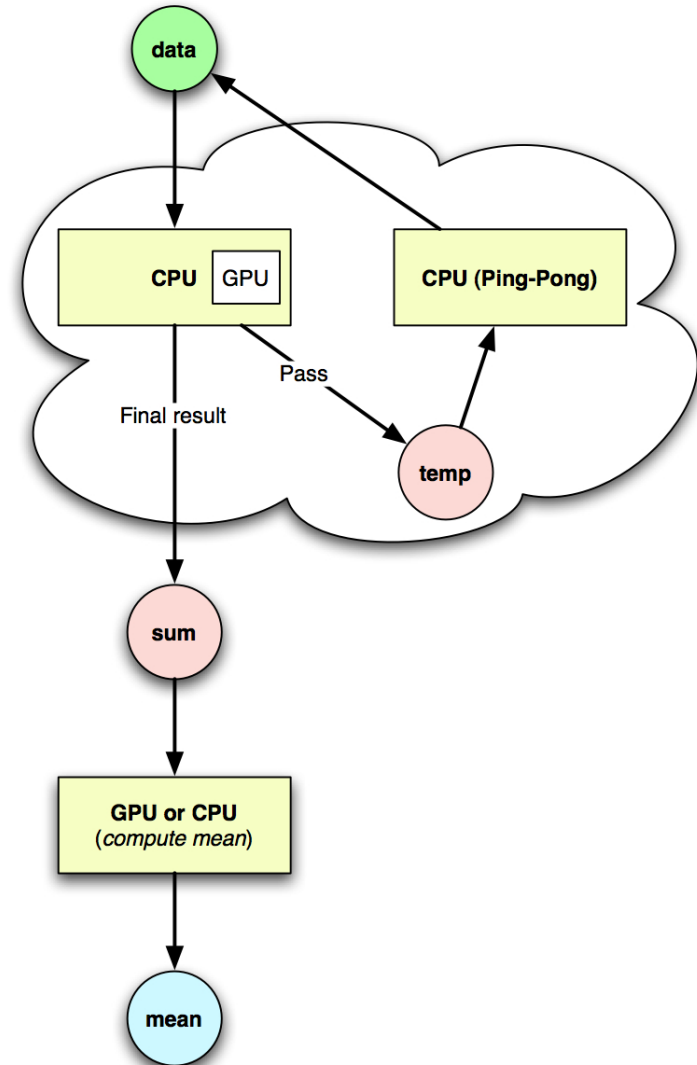 data
CPU
GPU
CPU (Ping-Pong)
Pass
Final result
temp
sum
GPU or CPU
(compute mean)
mean